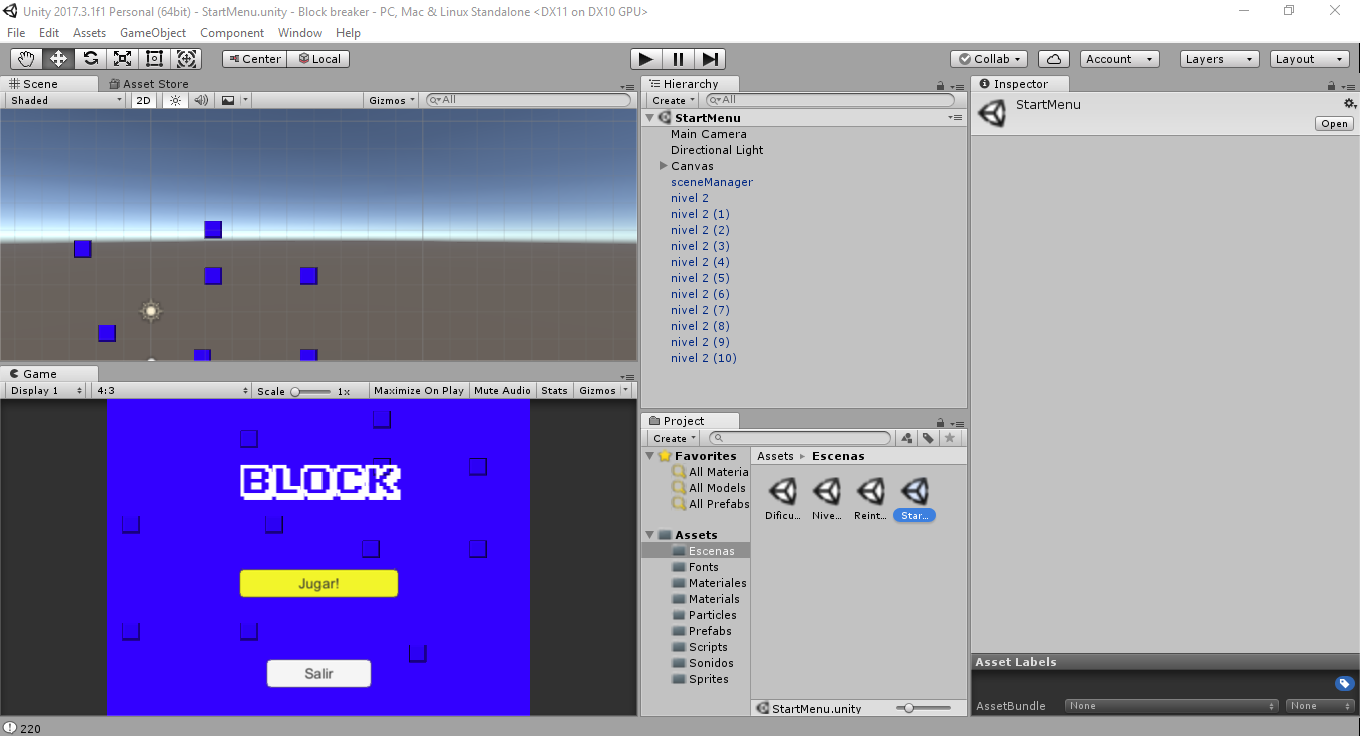 Unity 2017.3.1f1 Personal (64bit) - StartMenu.unity - Block breaker - PC, Mac & Linux Standalone <DX11 on DX10 GPU>
File Edit Assets GameObject Component Window Help
Center Local Collab Account Layers Layout
Scene Asset Store
Shaded 2D Gizmos All
Hierarchy
Create All
StartMenu
Main Camera
Directional Light
Canvas
sceneManager
nivel 2
nivel 2 (1)
nivel 2 (2)
nivel 2 (3)
nivel 2 (4)
nivel 2 (5)
nivel 2 (6)
nivel 2 (7)
nivel 2 (8)
nivel 2 (9)
nivel 2 (10)
Inspector
StartMenu
Open
Game
Display 1 4:3 Scale 1x Maximize On Play Mute Audio Stats Gizmos
BLOCK
Jugar!
Salir
Project
Create
Favorites
All Materia
All Models
All Prefabs
Assets
Escenas
Fonts
Materiales
Materials
Particles
Prefabs
Scripts
Sonidos
Sprites
Assets Escenas
Dificu... Nive... Reint... Star...
StartMenu.unity
Asset Labels
AssetBundle None None
220